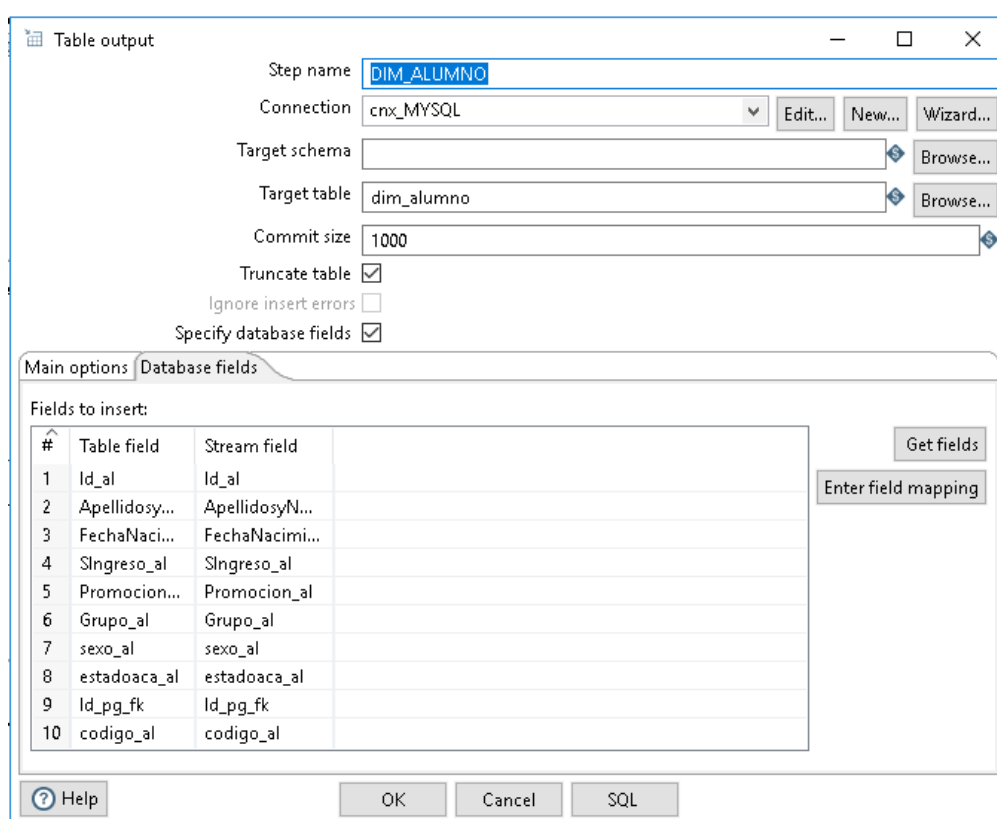 Table output
Step name DIM_ALUMNO
Connection cnx_MYSQL Edit... New... Wizard...
Target schema Browse...
Target table dim_alumno Browse...
Commit size 1000
Truncate table
Ignore insert errors
Specify database fields
Main options Database fields
Fields to insert:
# Table field Stream field Get fields
1 Id_al Id_al
Enter field mapping
2 Apellidosy... ApellidosyN...
3 FechaNaci... FechaNacimi...
4 SIngreso_al SIngreso_al
5 Promocion... Promocion_al
6 Grupo_al Grupo_al
7 sexo_al sexo_al
8 estadoaca_al estadoaca_al
9 Id_pg_fk Id_pg_fk
10 codigo_al codigo_al
? Help OK Cancel SQL